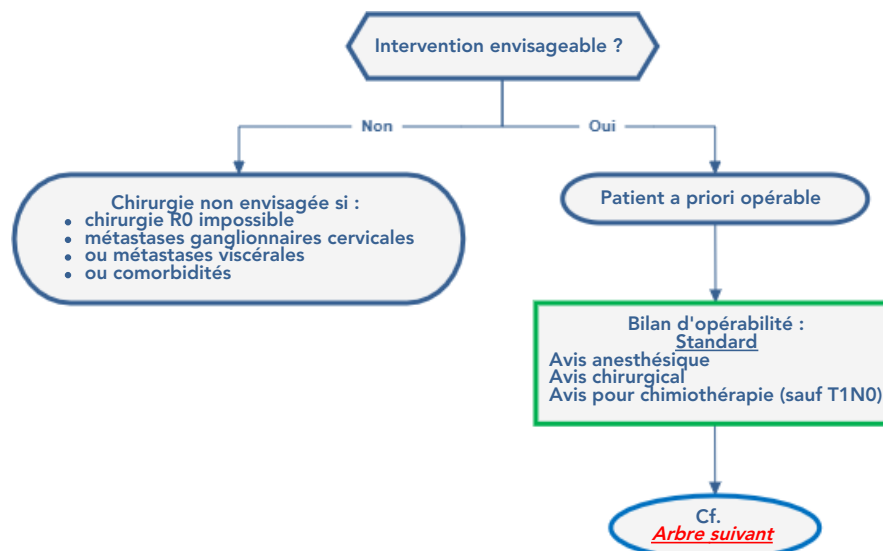 Intervention envisageable ?
Non
Oui
Chirurgie non envisagée si :
• chirurgie R0 impossible
• métastases ganglionnaires cervicales
• ou métastases viscérales
• ou comorbidités
Patient a priori opérable
Bilan d'opérabilité :
Standard
Avis anesthésique
Avis chirurgical
Avis pour chimiothérapie (sauf T1N0)
Cf.
Arbre suivant